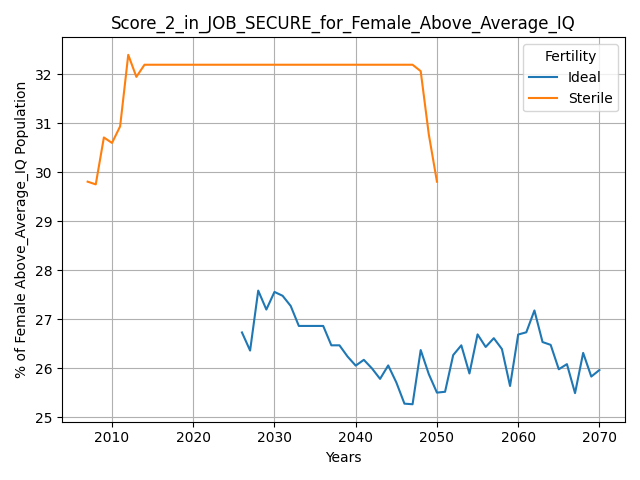 Score_2_in_JOB_SECURE_for_Female_Above_Average_IQ
% of Female Above_Average_IQ Population
32
31
30
29
28
27
26
25
Fertility
Ideal
Sterile
2010 2020 2030 2040 2050 2060 2070
Years